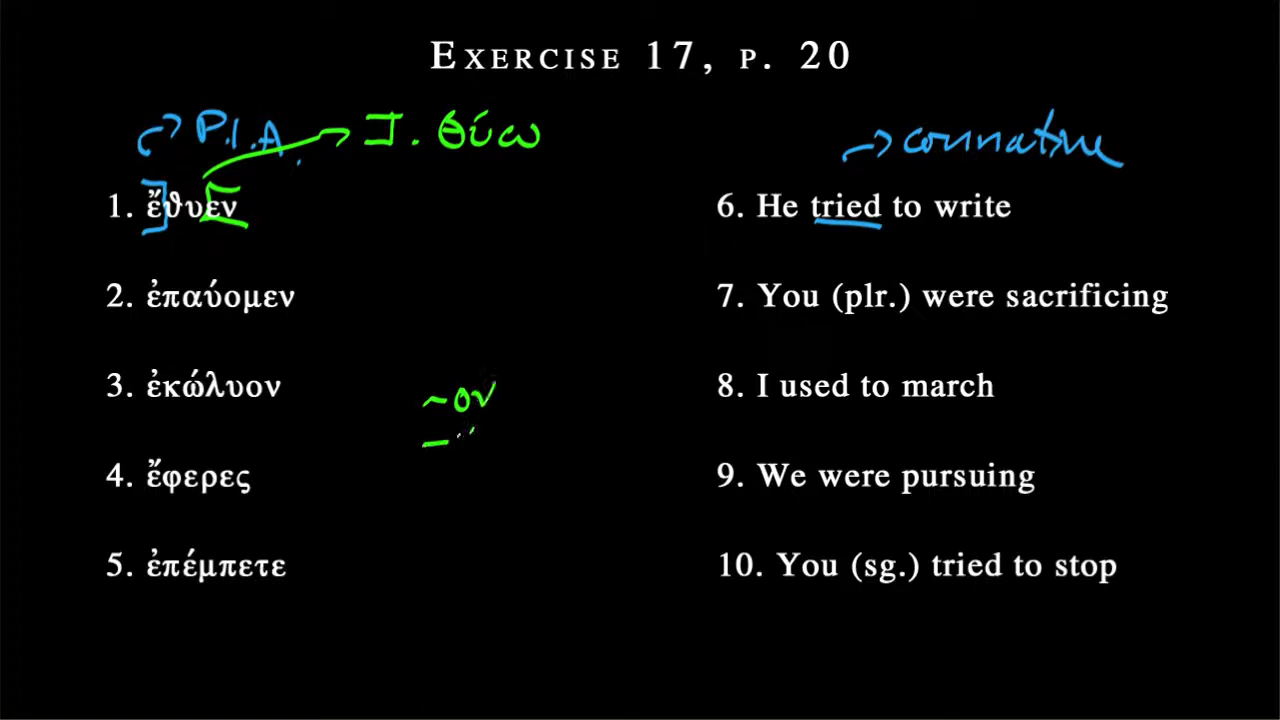 EXERCISE 17, P. 20
P.I.A.
I. θύω
conative
1. ἔθυεν
2. ἐπαύομεν
3. ἐκώλυον
~ον
4. ἔφερες
5. ἐπέμπετε
6. He tried to write
7. You (plr.) were sacrificing
8. I used to march
9. We were pursuing
10. You (sg.) tried to stop